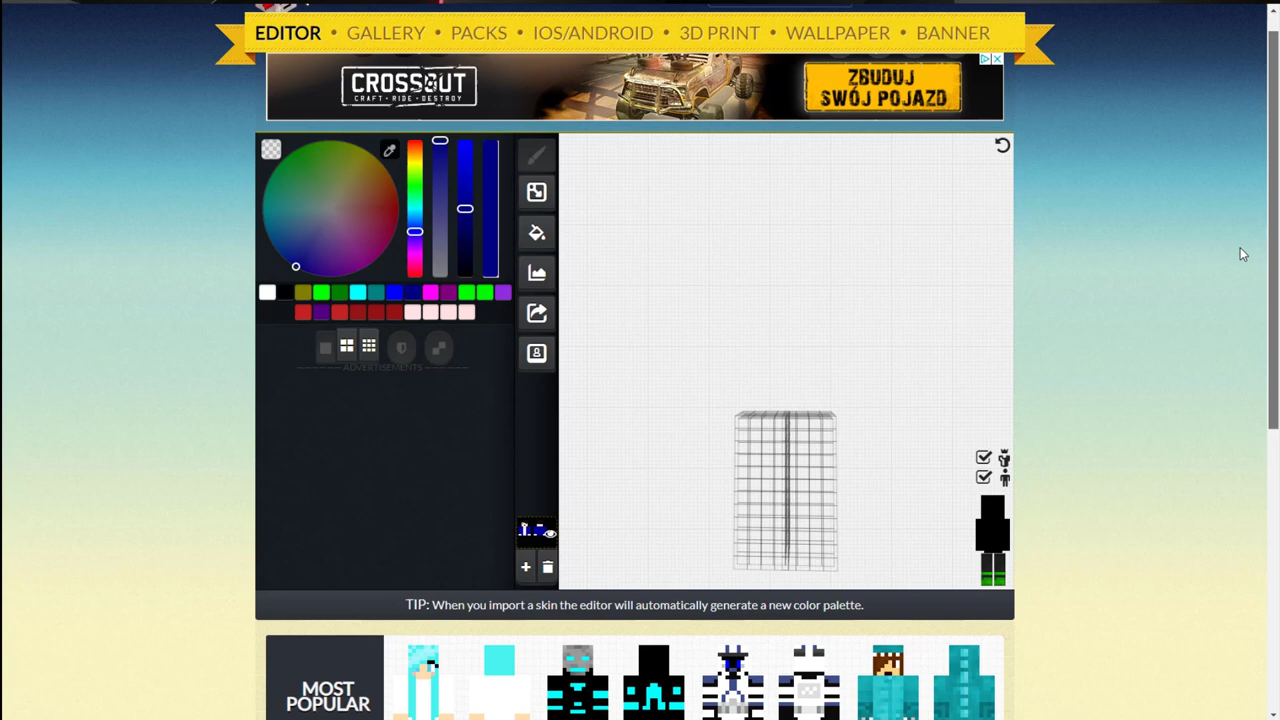 EDITOR • GALLERY • PACKS • IOS/ANDROID • 3D PRINT • WALLPAPER • BANNER
CROSSOUT
CRAFT • RIDE • DESTROY
ZBUDUJ
SWÓJ POJAZD
ADVERTISEMENTS
TIP: When you import a skin the editor will automatically generate a new color palette.
MOST
POPULAR